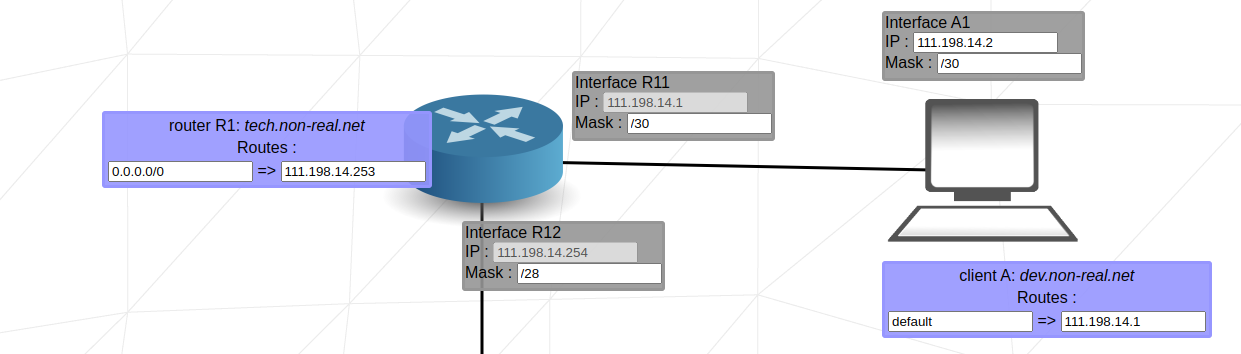 Interface A1
IP : 111.198.14.2
Mask : /30
Interface R11
IP : 111.198.14.1
Mask : /30
router R1: tech.non-real.net
Routes :
0.0.0.0/0 => 111.198.14.253
Interface R12
IP : 111.198.14.254
Mask : /28
client A: dev.non-real.net
Routes :
default => 111.198.14.1